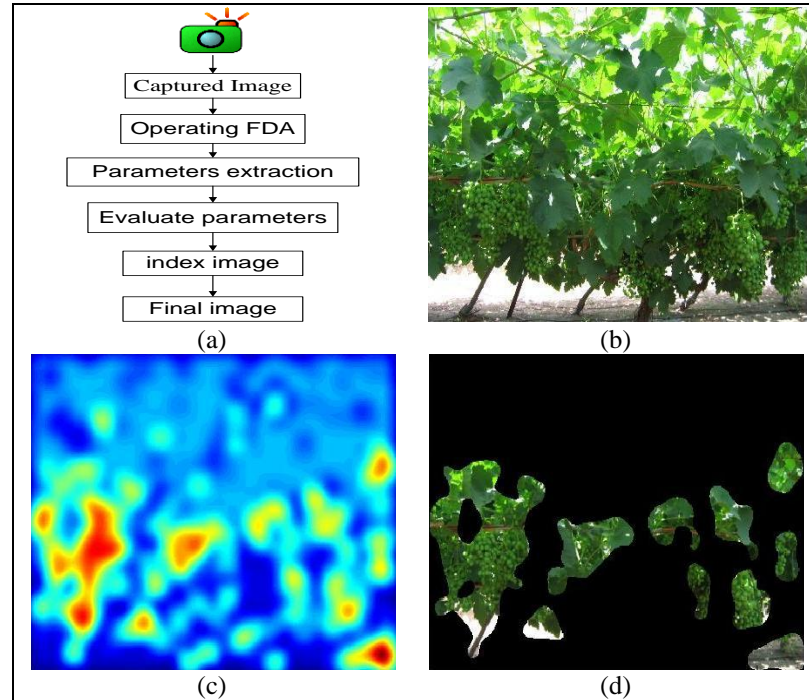 Captured Image
Operating FDA
Parameters extraction
Evaluate parameters
index image
Final image
(a)
(b)
(c)
(d)